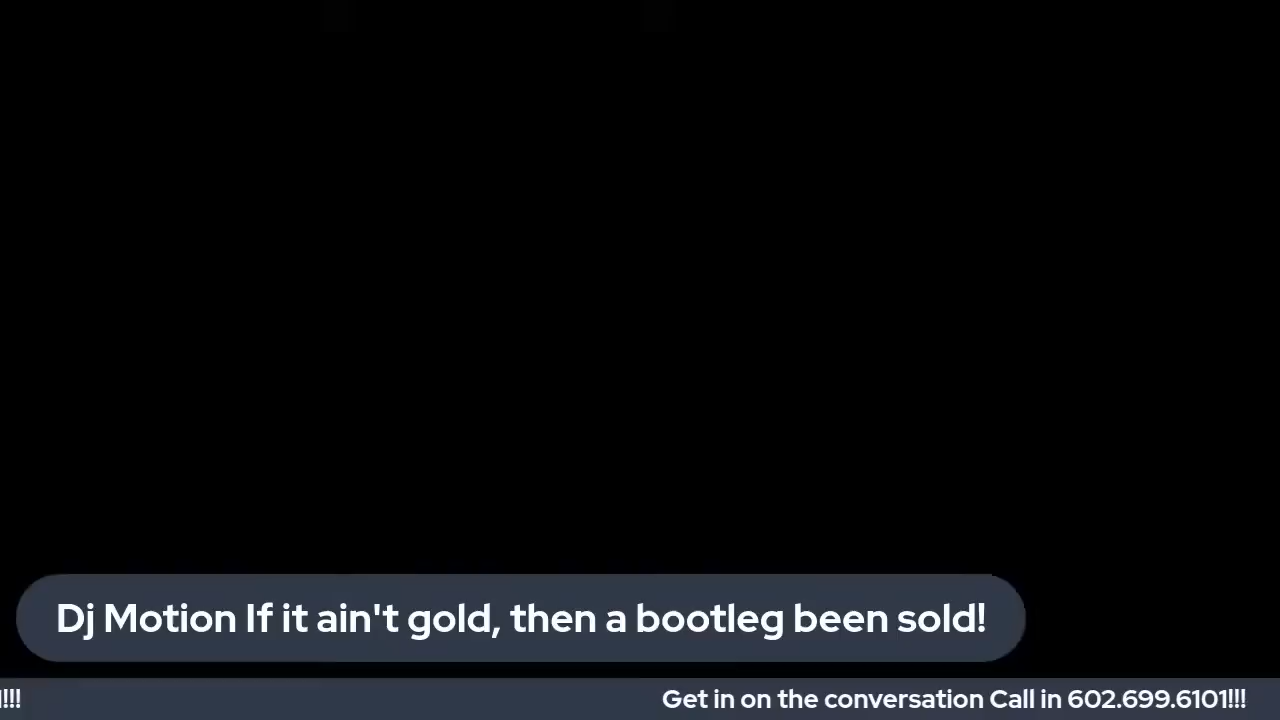 Dj Motion If it ain't gold, then a bootleg been sold!
!!! Get in on the conversation Call in 602.699.6101!!!